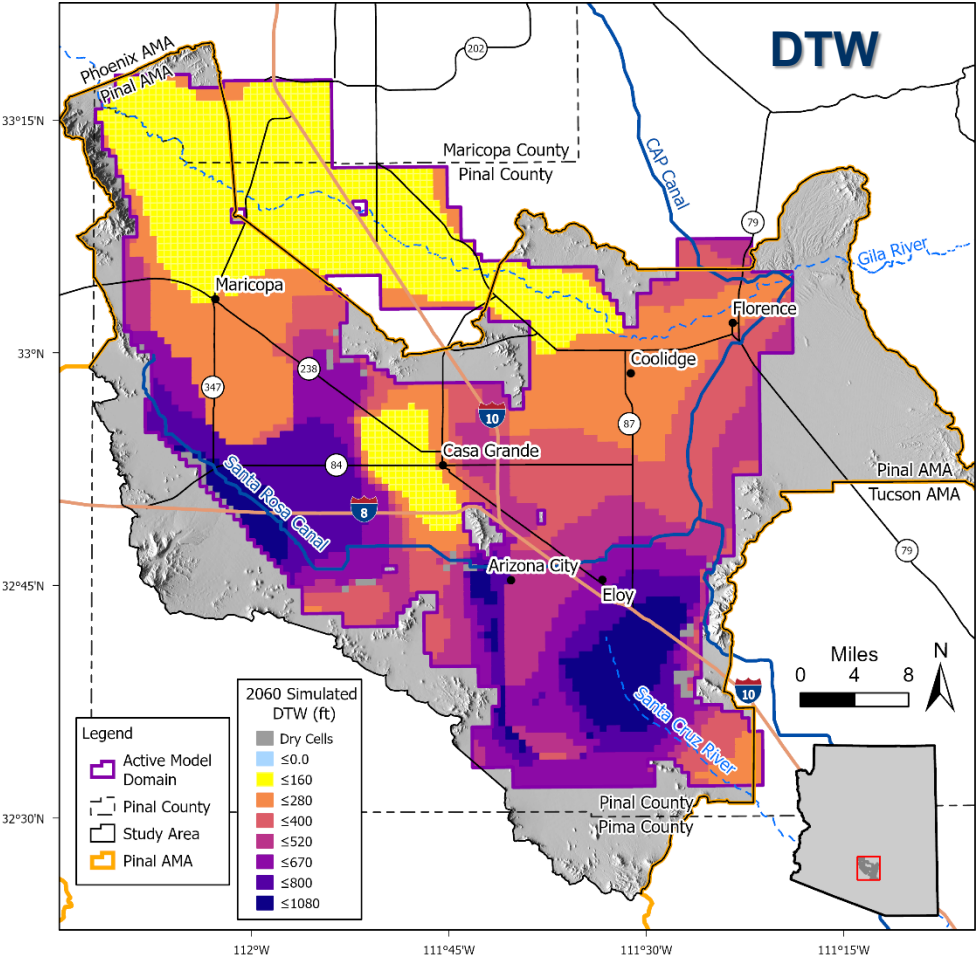 DTW
Phoenix AMA
Pinal AMA
202
33°15'
Maricopa County
Pinal County
CAP Canal
79
Gila River
Maricopa
Florence
33°N
Coolidge
238
347
10
87
Casa Grande
84
Santa Rosa Canal
8
Pinal AMA
Tucson AMA
79
32°45'
Arizona City
Eloy
Miles
0 4 8
N
10
Santa Cruz River
2060 Simulated
DTW (ft)
Dry Cells
≤0.0
≤160
≤280
≤400
≤520
≤670
≤800
≤1080
Legend
Active Model
Domain
Pinal County
Study Area
Pinal AMA
Pinal County
Pima County
32°30'
112°W
111°45'
111°30'
111°15'